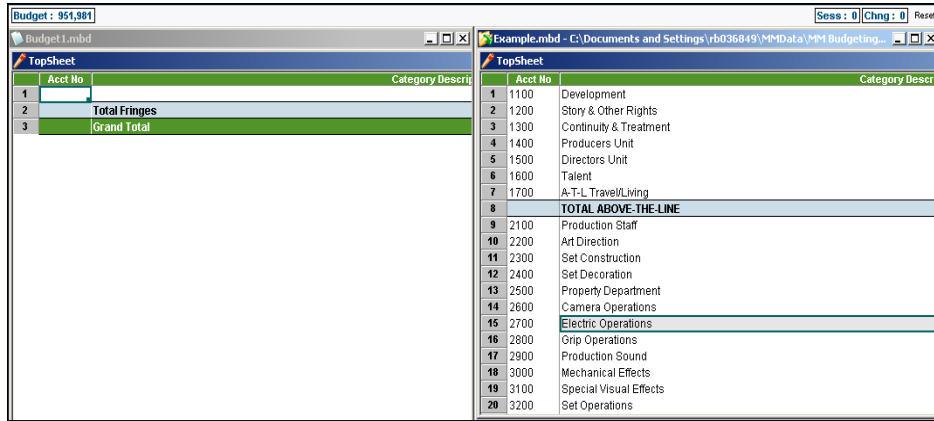 Budget : 951,981
Sess : 0 Chng : 0 Reset
Budget1.mbd
TopSheet
Acct No Category Descrip
1
2 Total Fringes
3 Grand Total
Example.mbd - C:\Documents and Settings\rb036849\MMData\MM Budgeting...
TopSheet
Acct No Category Descr
1 1100 Development
2 1200 Story & Other Rights
3 1300 Continuity & Treatment
4 1400 Producers Unit
5 1500 Directors Unit
6 1600 Talent
7 1700 A-T-L Travel/Living
8 TOTAL ABOVE-THE-LINE
9 2100 Production Staff
10 2200 Art Direction
11 2300 Set Construction
12 2400 Set Decoration
13 2500 Property Department
14 2600 Camera Operations
15 2700 Electric Operations
16 2800 Grip Operations
17 2900 Production Sound
18 3000 Mechanical Effects
19 3100 Special Visual Effects
20 3200 Set Operations